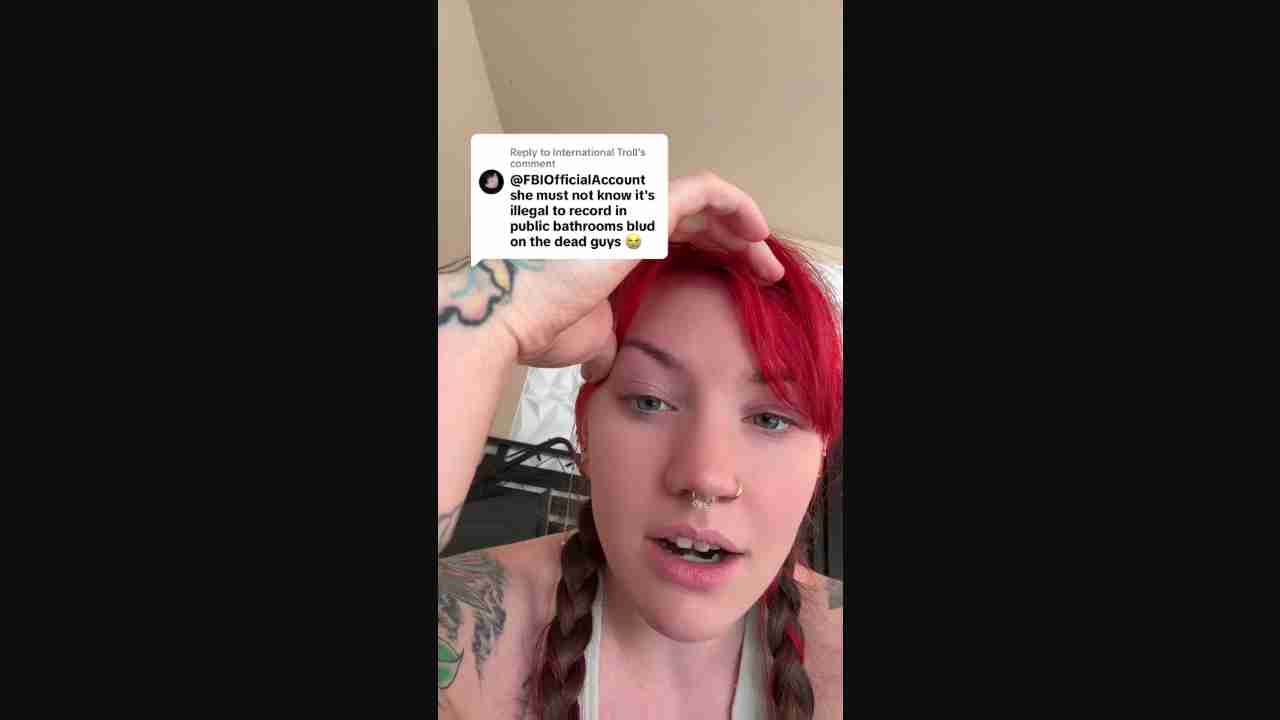 Reply to International Troll's
comment
@FBIOfficialAccount
she must not know it's
illegal to record in
public bathrooms blud
on the dead guys 😭